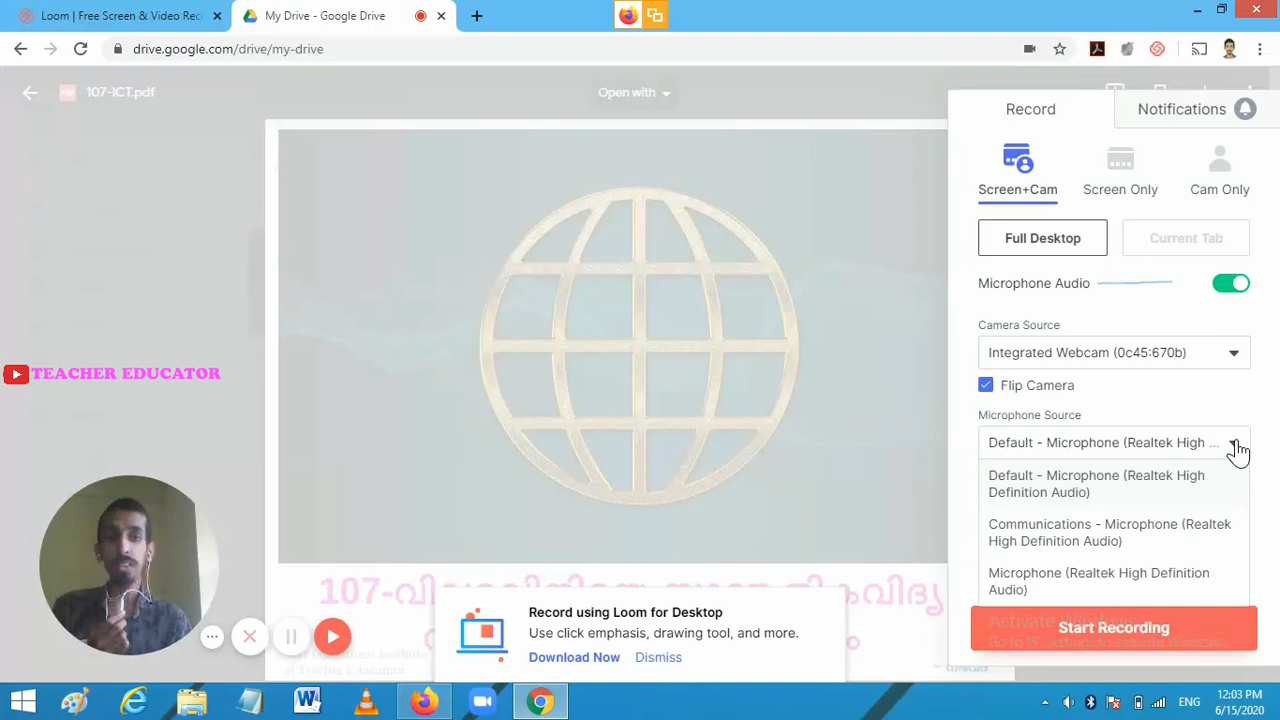 Loom | Free Screen & Video Rec
My Drive - Google Drive
drive.google.com/drive/my-drive
107-ICT.pdf
Open with
Record
Notifications
Screen+Cam
Screen Only
Cam Only
Full Desktop
Current Tab
Microphone Audio
Camera Source
Integrated Webcam (0c45:670b)
Flip Camera
Microphone Source
Default - Microphone (Realtek High ...
Default - Microphone (Realtek High
Definition Audio)
Communications - Microphone (Realtek
High Definition Audio)
Microphone (Realtek High Definition
Audio)
Start Recording
TEACHER EDUCATOR
Record using Loom for Desktop
Use click emphasis, drawing tool, and more.
Download Now
Dismiss
of Teacher Education
ENG
12:03 PM
6/15/2020